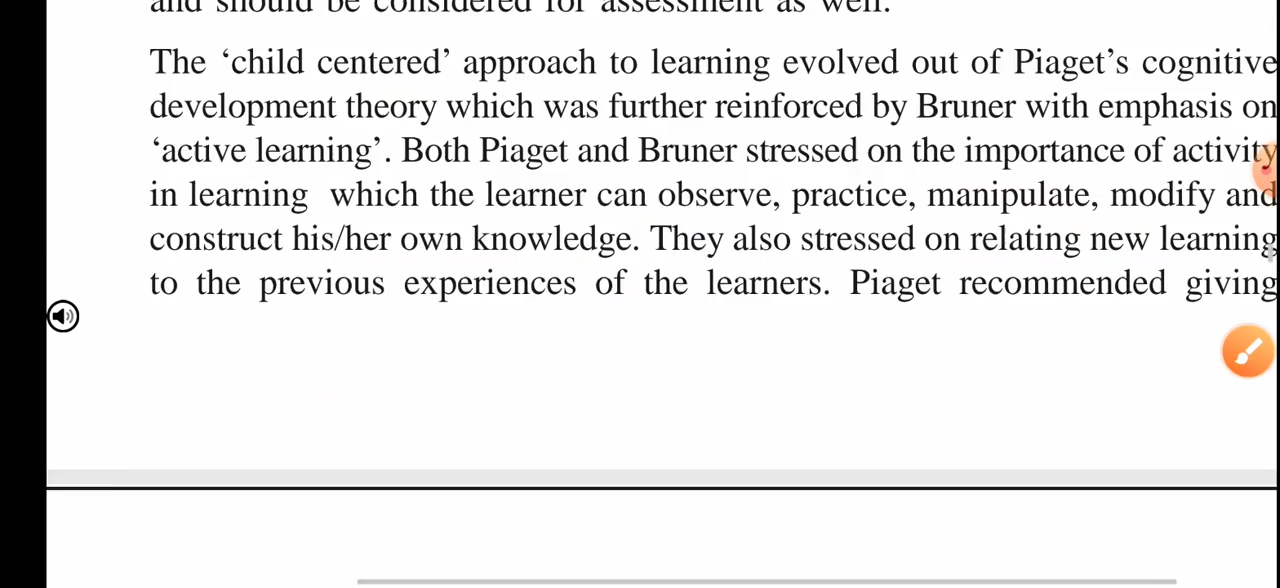 and should be considered for assessment as well.
The ‘child centered’ approach to learning evolved out of Piaget’s cognitive
development theory which was further reinforced by Bruner with emphasis on
‘active learning’. Both Piaget and Bruner stressed on the importance of activity
in learning which the learner can observe, practice, manipulate, modify and
construct his/her own knowledge. They also stressed on relating new learning
to the previous experiences of the learners. Piaget recommended giving